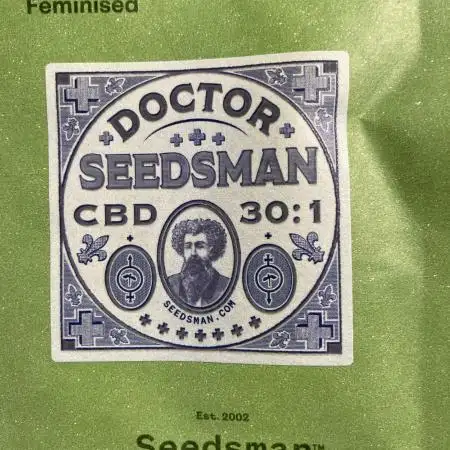 Feminised
DOCTOR
SEEDSMAN
CBD 30:1
SEEDSMAN.COM
Est. 2002
Seedsman™